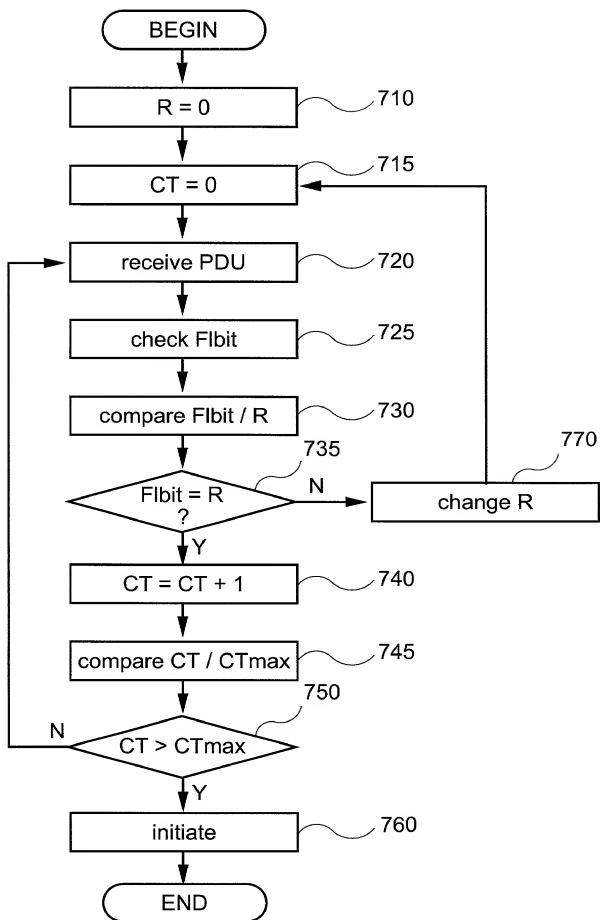 BEGIN
R = 0
710
CT = 0
715
receive PDU
720
check FIbit
725
compare FIbit / R
730
735
FIbit = R
?
N
770
change R
Y
CT = CT + 1
740
compare CT / CTmax
745
750
N
CT > CTmax
Y
initiate
760
END